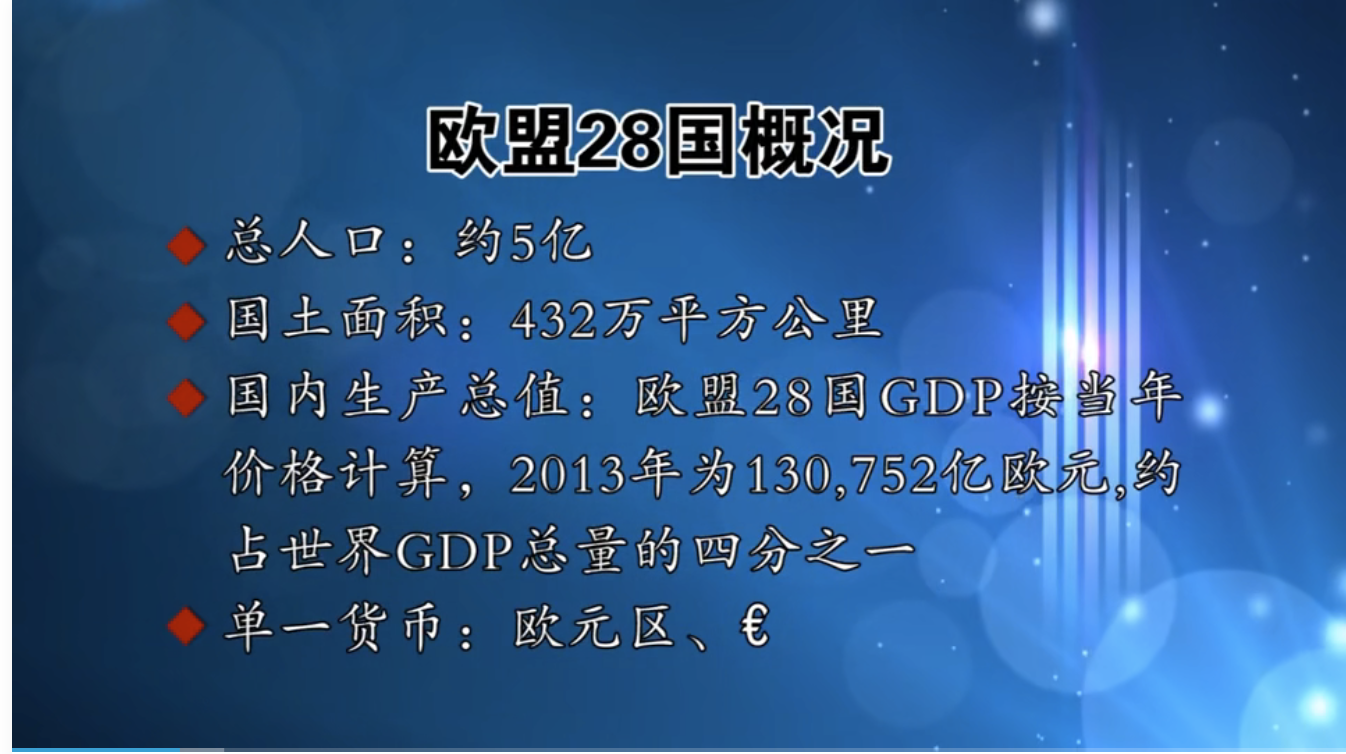 欧盟28国概况
总人口：约5亿
国土面积：432万平方公里
国内生产总值：欧盟28国GDP按当年
价格计算，2013年为130,752亿欧元,约
占世界GDP总量的四分之一
单一货币：欧元区、€